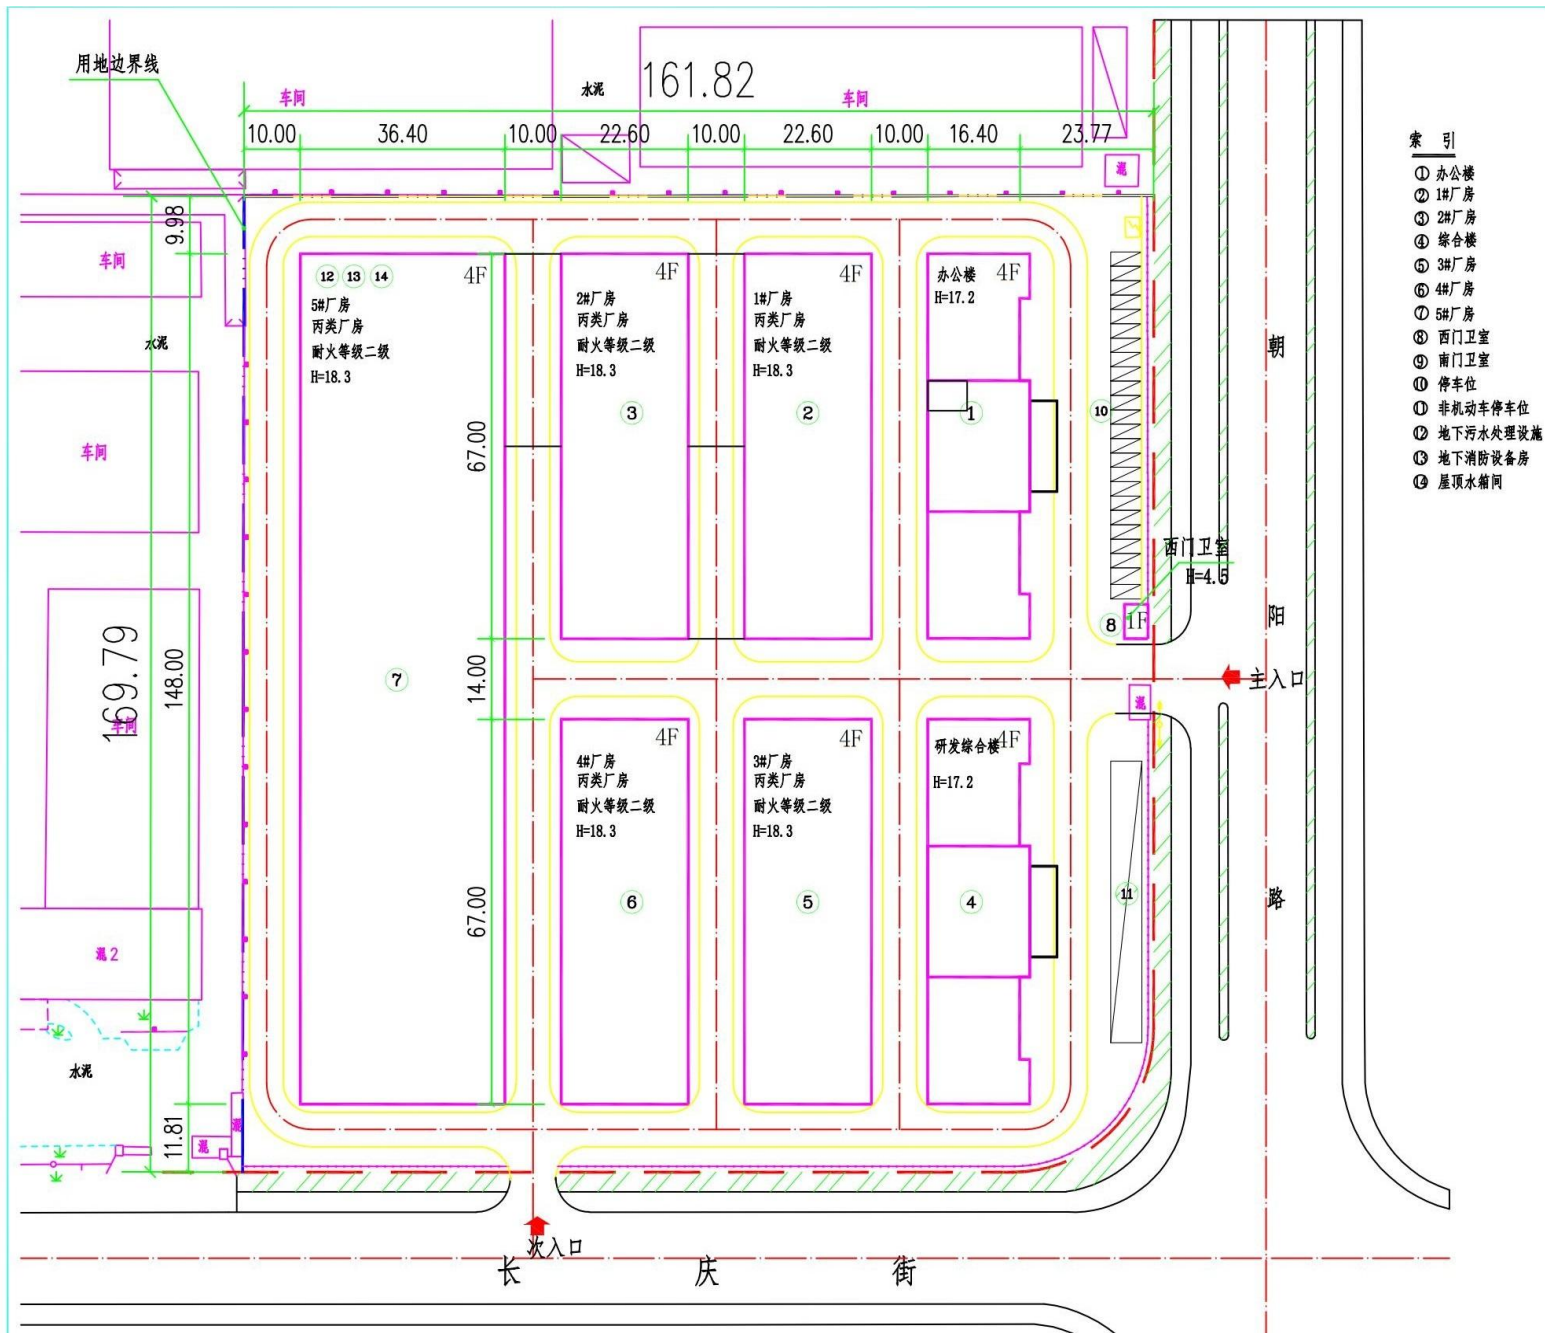 用地边界线
车间
水泥
161.82
车间
10.00
36.40
10.00
22.60
10.00
22.60
10.00
16.40
23.77
混
索 引
① 办公楼
② 1#厂房
③ 2#厂房
④ 综合楼
⑤ 3#厂房
⑥ 4#厂房
⑦ 5#厂房
⑧ 西门卫室
⑨ 南门卫室
⑩ 停车位
⑪ 非机动车停车位
⑫ 地下污水处理设施
⑬ 地下消防设备房
⑭ 屋顶水箱间
9.98
车间
水泥
车间
⑫ ⑬ ⑭
4F
5#厂房
丙类厂房
耐火等级二级
H=18.3
4F
2#厂房
丙类厂房
耐火等级二级
H=18.3
③
4F
1#厂房
丙类厂房
耐火等级二级
H=18.3
②
办公楼
4F
H=17.2
①
⑩
朝
阳
路
67.00
西门卫室
H=4.5
⑧
1F
169.79
148.00
车间
⑦
14.00
主入口
混
4F
4#厂房
丙类厂房
耐火等级二级
H=18.3
⑥
4F
3#厂房
丙类厂房
耐火等级二级
H=18.3
⑤
研发综合楼
4F
H=17.2
④
⑪
67.00
混2
水泥
11.81
混
混
次入口
长 庆 街